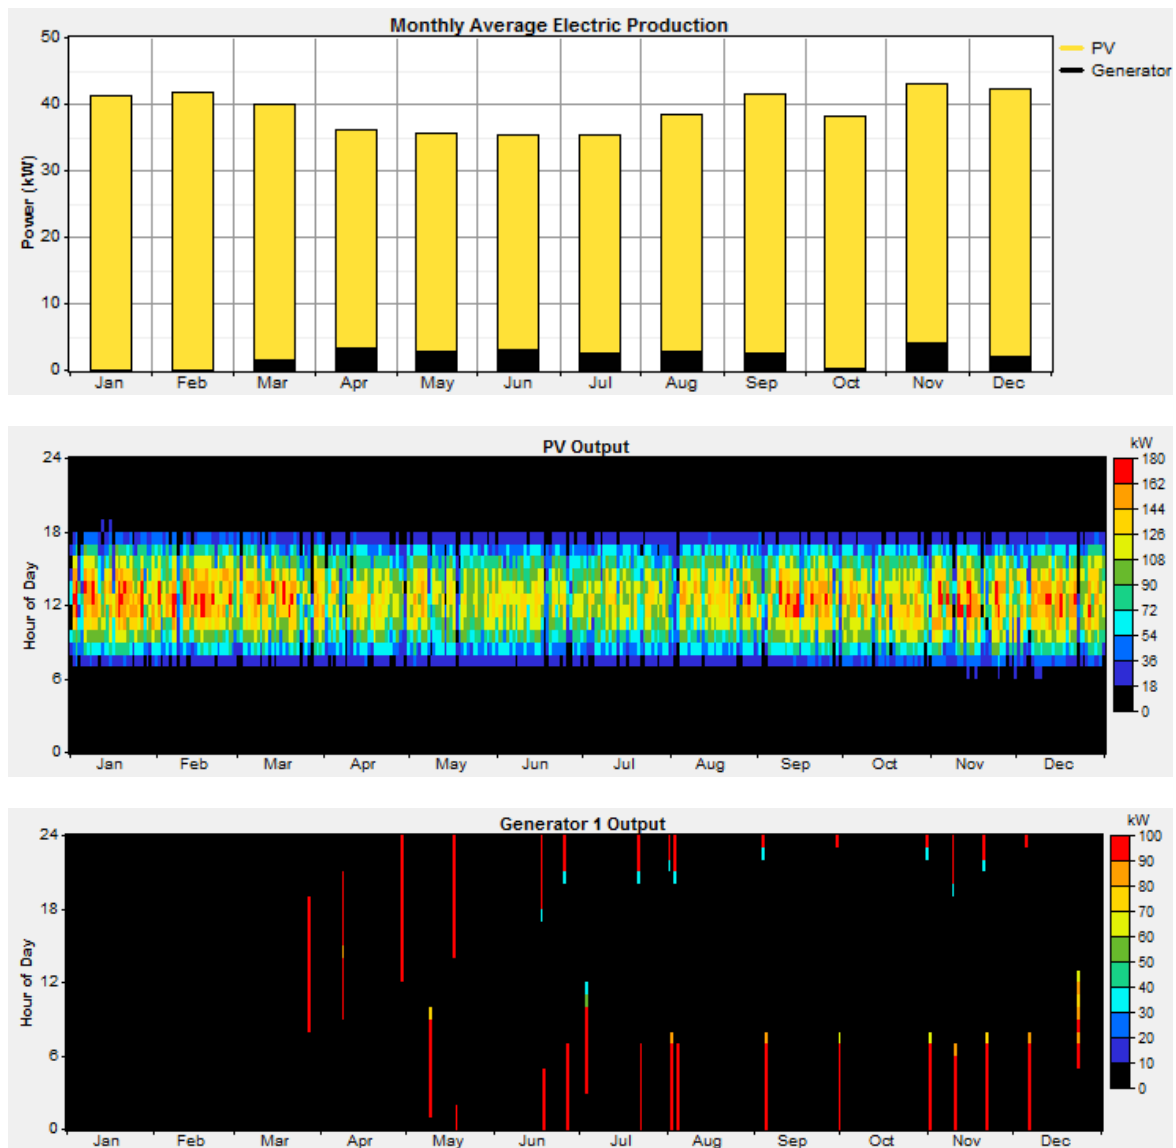 Monthly Average Electric Production
50
40
30
20
10
0
Power (kW)
Jan Feb Mar Apr May Jun Jul Aug Sep Oct Nov Dec
PV
Generator
PV Output
24
18
12
6
0
Hour of Day
Jan Feb Mar Apr May Jun Jul Aug Sep Oct Nov Dec
kW
180
162
144
126
108
90
72
54
36
18
0
Generator 1 Output
24
18
12
6
0
Hour of Day
Jan Feb Mar Apr May Jun Jul Aug Sep Oct Nov Dec
kW
100
90
80
70
60
50
40
30
20
10
0